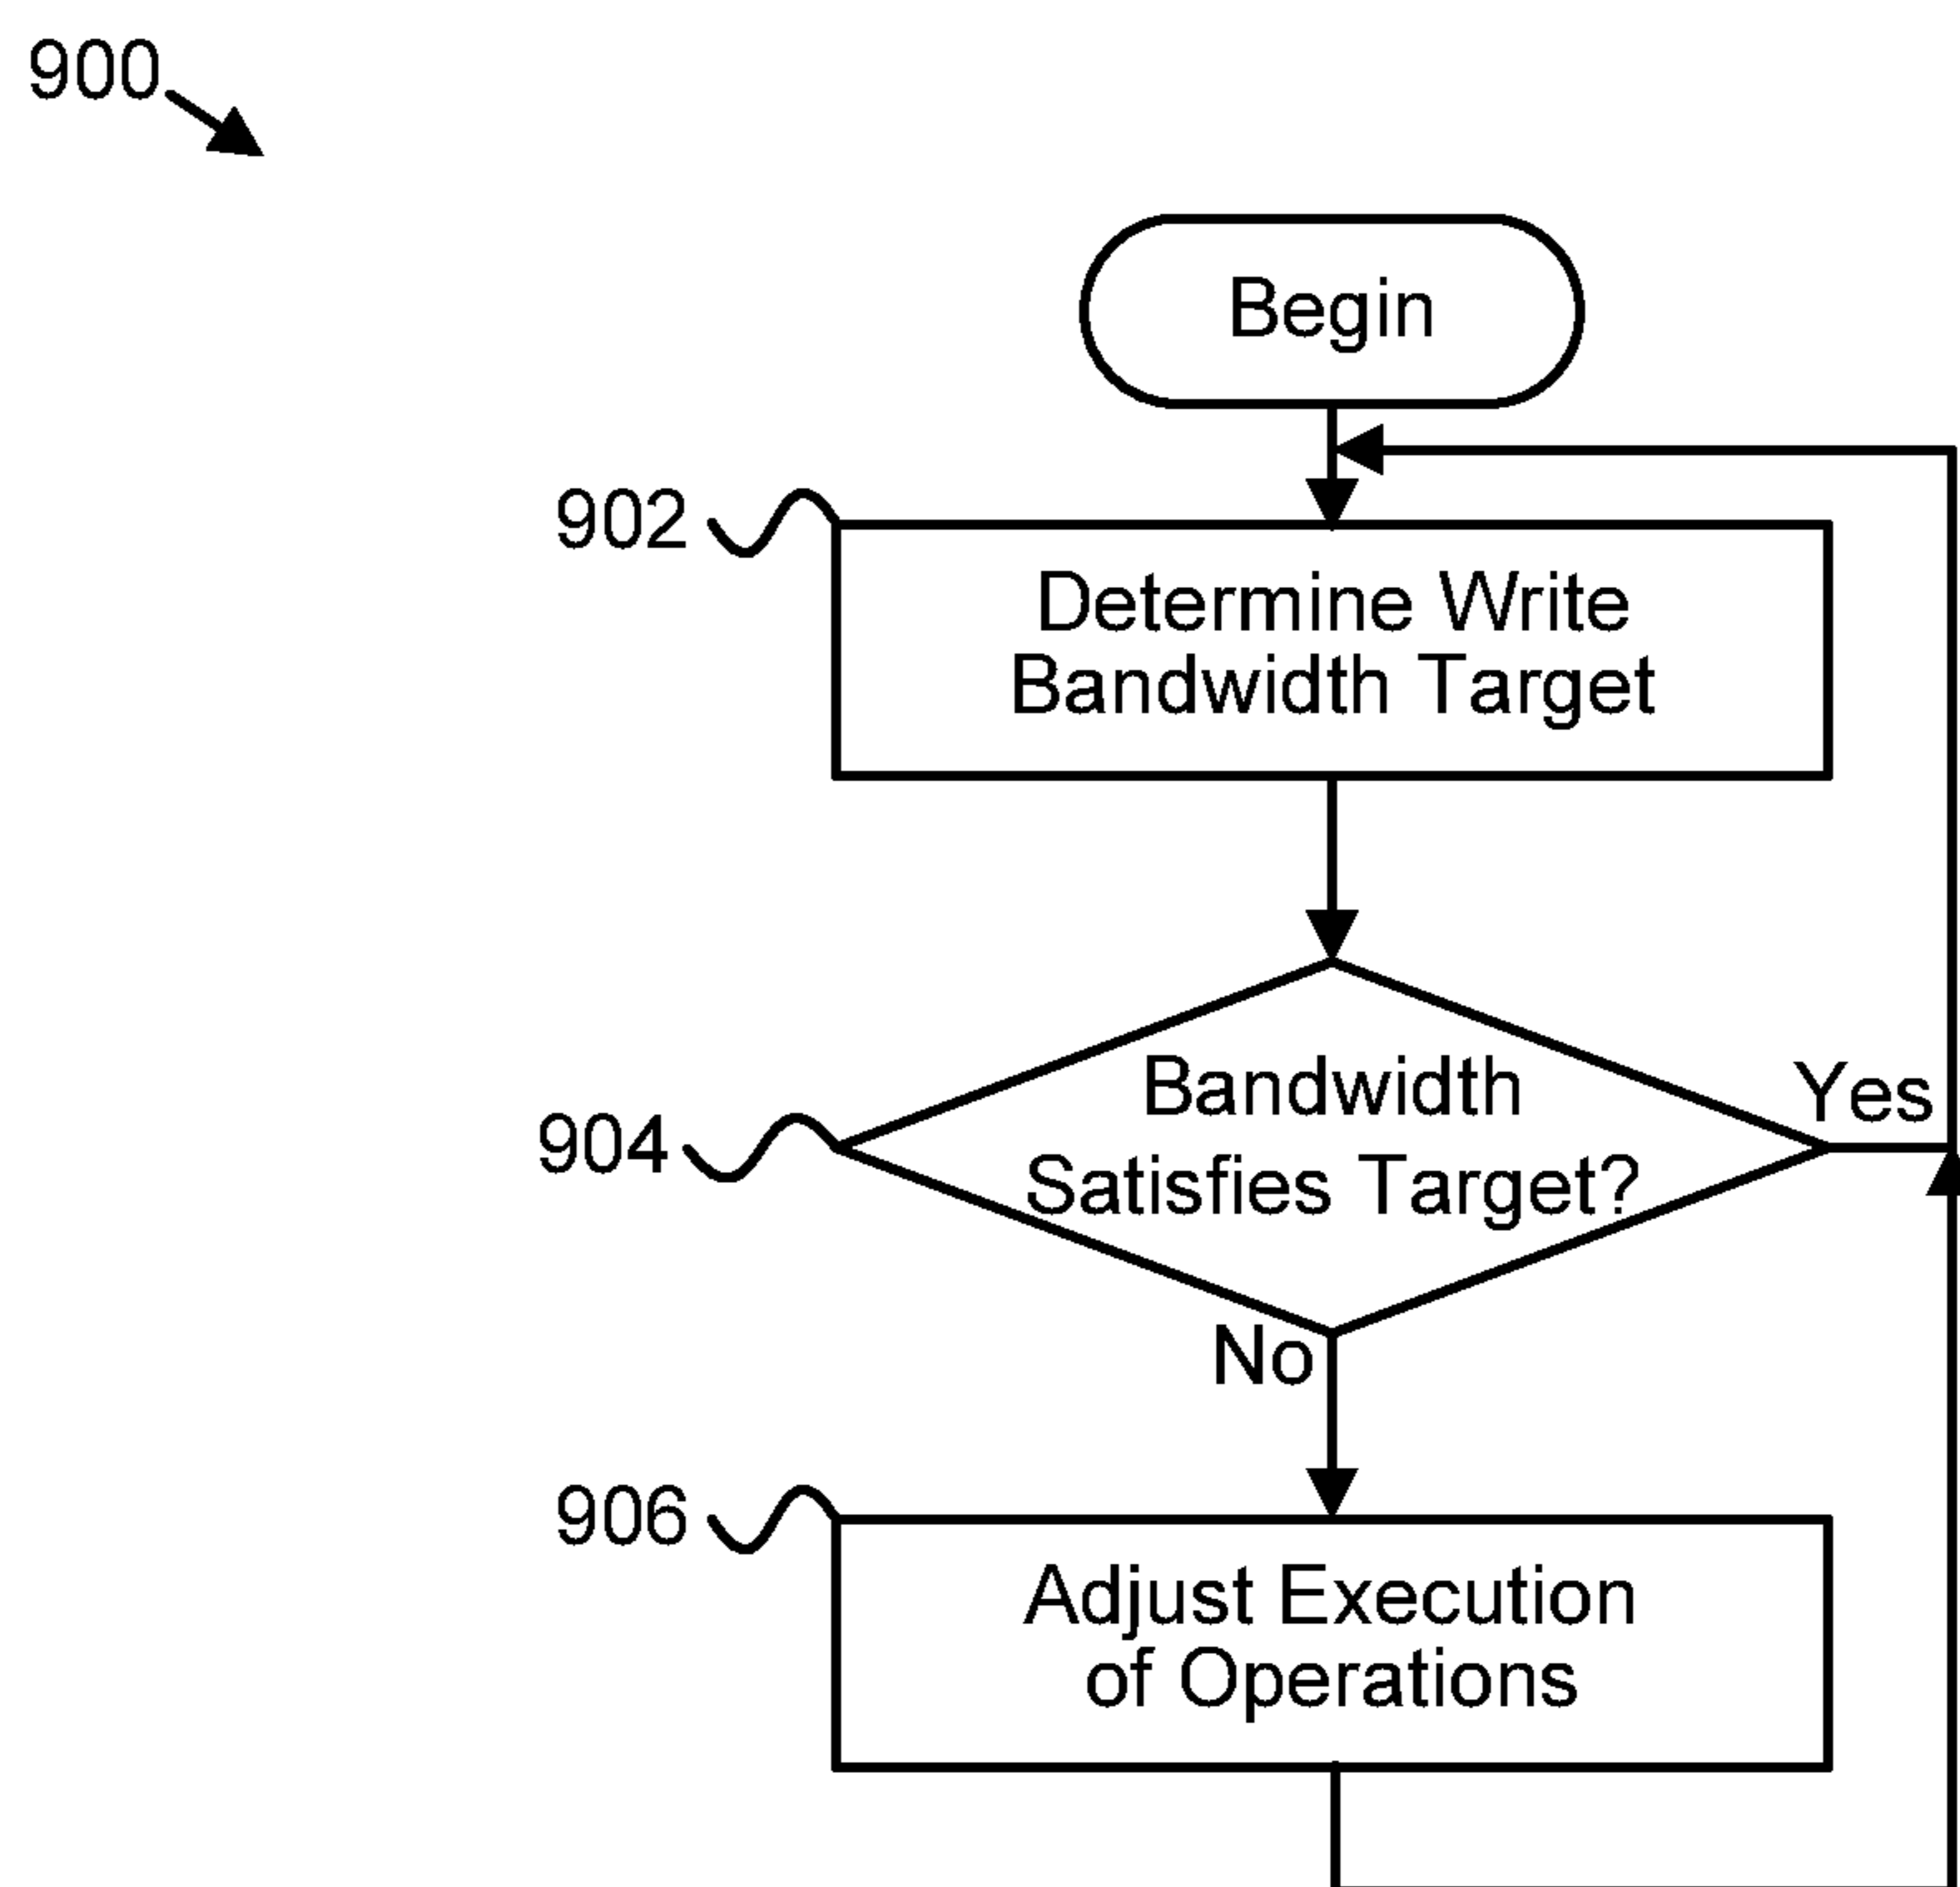 900
Begin
902
Determine Write
Bandwidth Target
904
Bandwidth
Satisfies Target?
Yes
No
906
Adjust Execution
of Operations